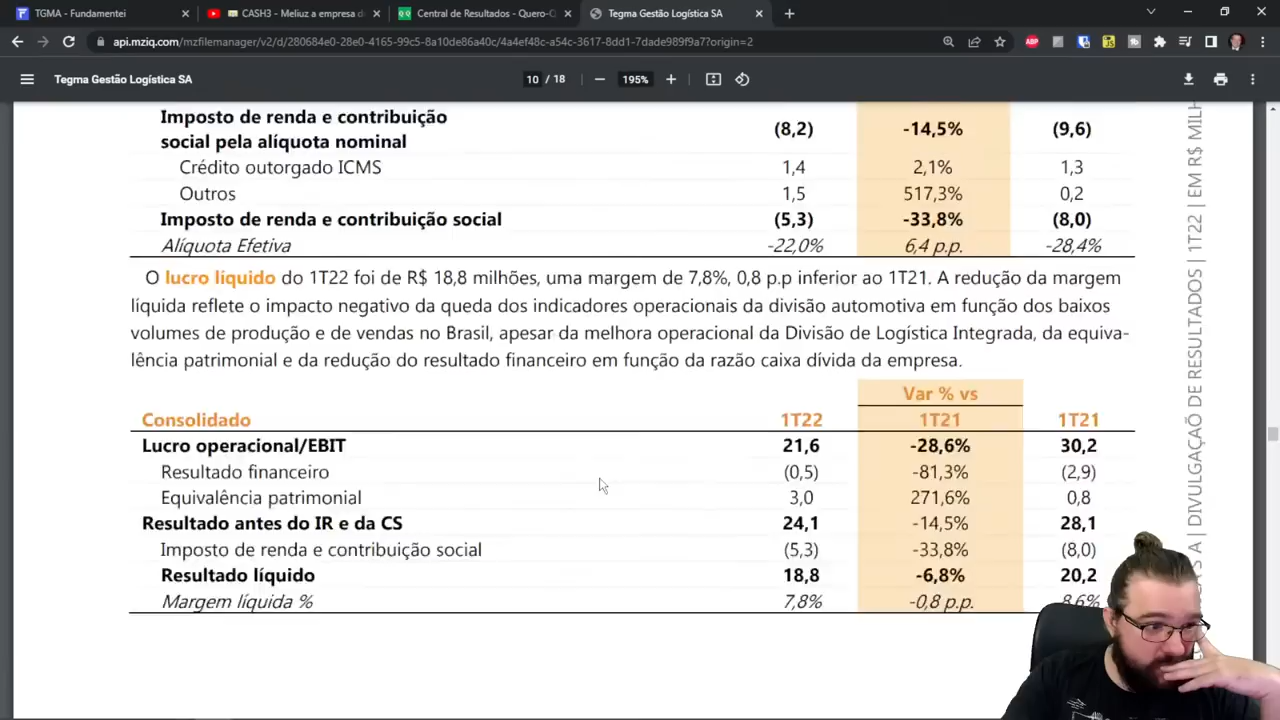 TGMA - Fundamentei
CASH3 - Meliuz a empresa d
Central de Resultados - Quero-Q
Tegma Gestão Logística SA
api.mziq.com/mzfilemanager/v2/d/280684e0-28e0-4165-99c5-8a10de86a40c/4a4ef48c-a54c-3617-8dd1-7dade989f9a7?origin=2
Tegma Gestão Logística SA
10 / 18
195%
Imposto de renda e contribuição
social pela alíquota nominal
(8,2) -14,5% (9,6)
Crédito outorgado ICMS 1,4 2,1% 1,3
Outros 1,5 517,3% 0,2
Imposto de renda e contribuição social (5,3) -33,8% (8,0)
Alíquota Efetiva -22,0% 6,4 p.p. -28,4%
O lucro líquido do 1T22 foi de R$ 18,8 milhões, uma margem de 7,8%, 0,8 p.p inferior ao 1T21. A redução da margem
líquida reflete o impacto negativo da queda dos indicadores operacionais da divisão automotiva em função dos baixos
volumes de produção e de vendas no Brasil, apesar da melhora operacional da Divisão de Logística Integrada, da equiva-
lência patrimonial e da redução do resultado financeiro em função da razão caixa dívida da empresa.
Var % vs
Consolidado 1T22 1T21 1T21
Lucro operacional/EBIT 21,6 -28,6% 30,2
Resultado financeiro (0,5) -81,3% (2,9)
Equivalência patrimonial 3,0 271,6% 0,8
Resultado antes do IR e da CS 24,1 -14,5% 28,1
Imposto de renda e contribuição social (5,3) -33,8% (8,0)
Resultado líquido 18,8 -6,8% 20,2
Margem líquida % 7,8% -0,8 p.p. 8,6%
A | DIVULGAÇÃO DE RESULTADOS | 1T22 | EM R$ MILH